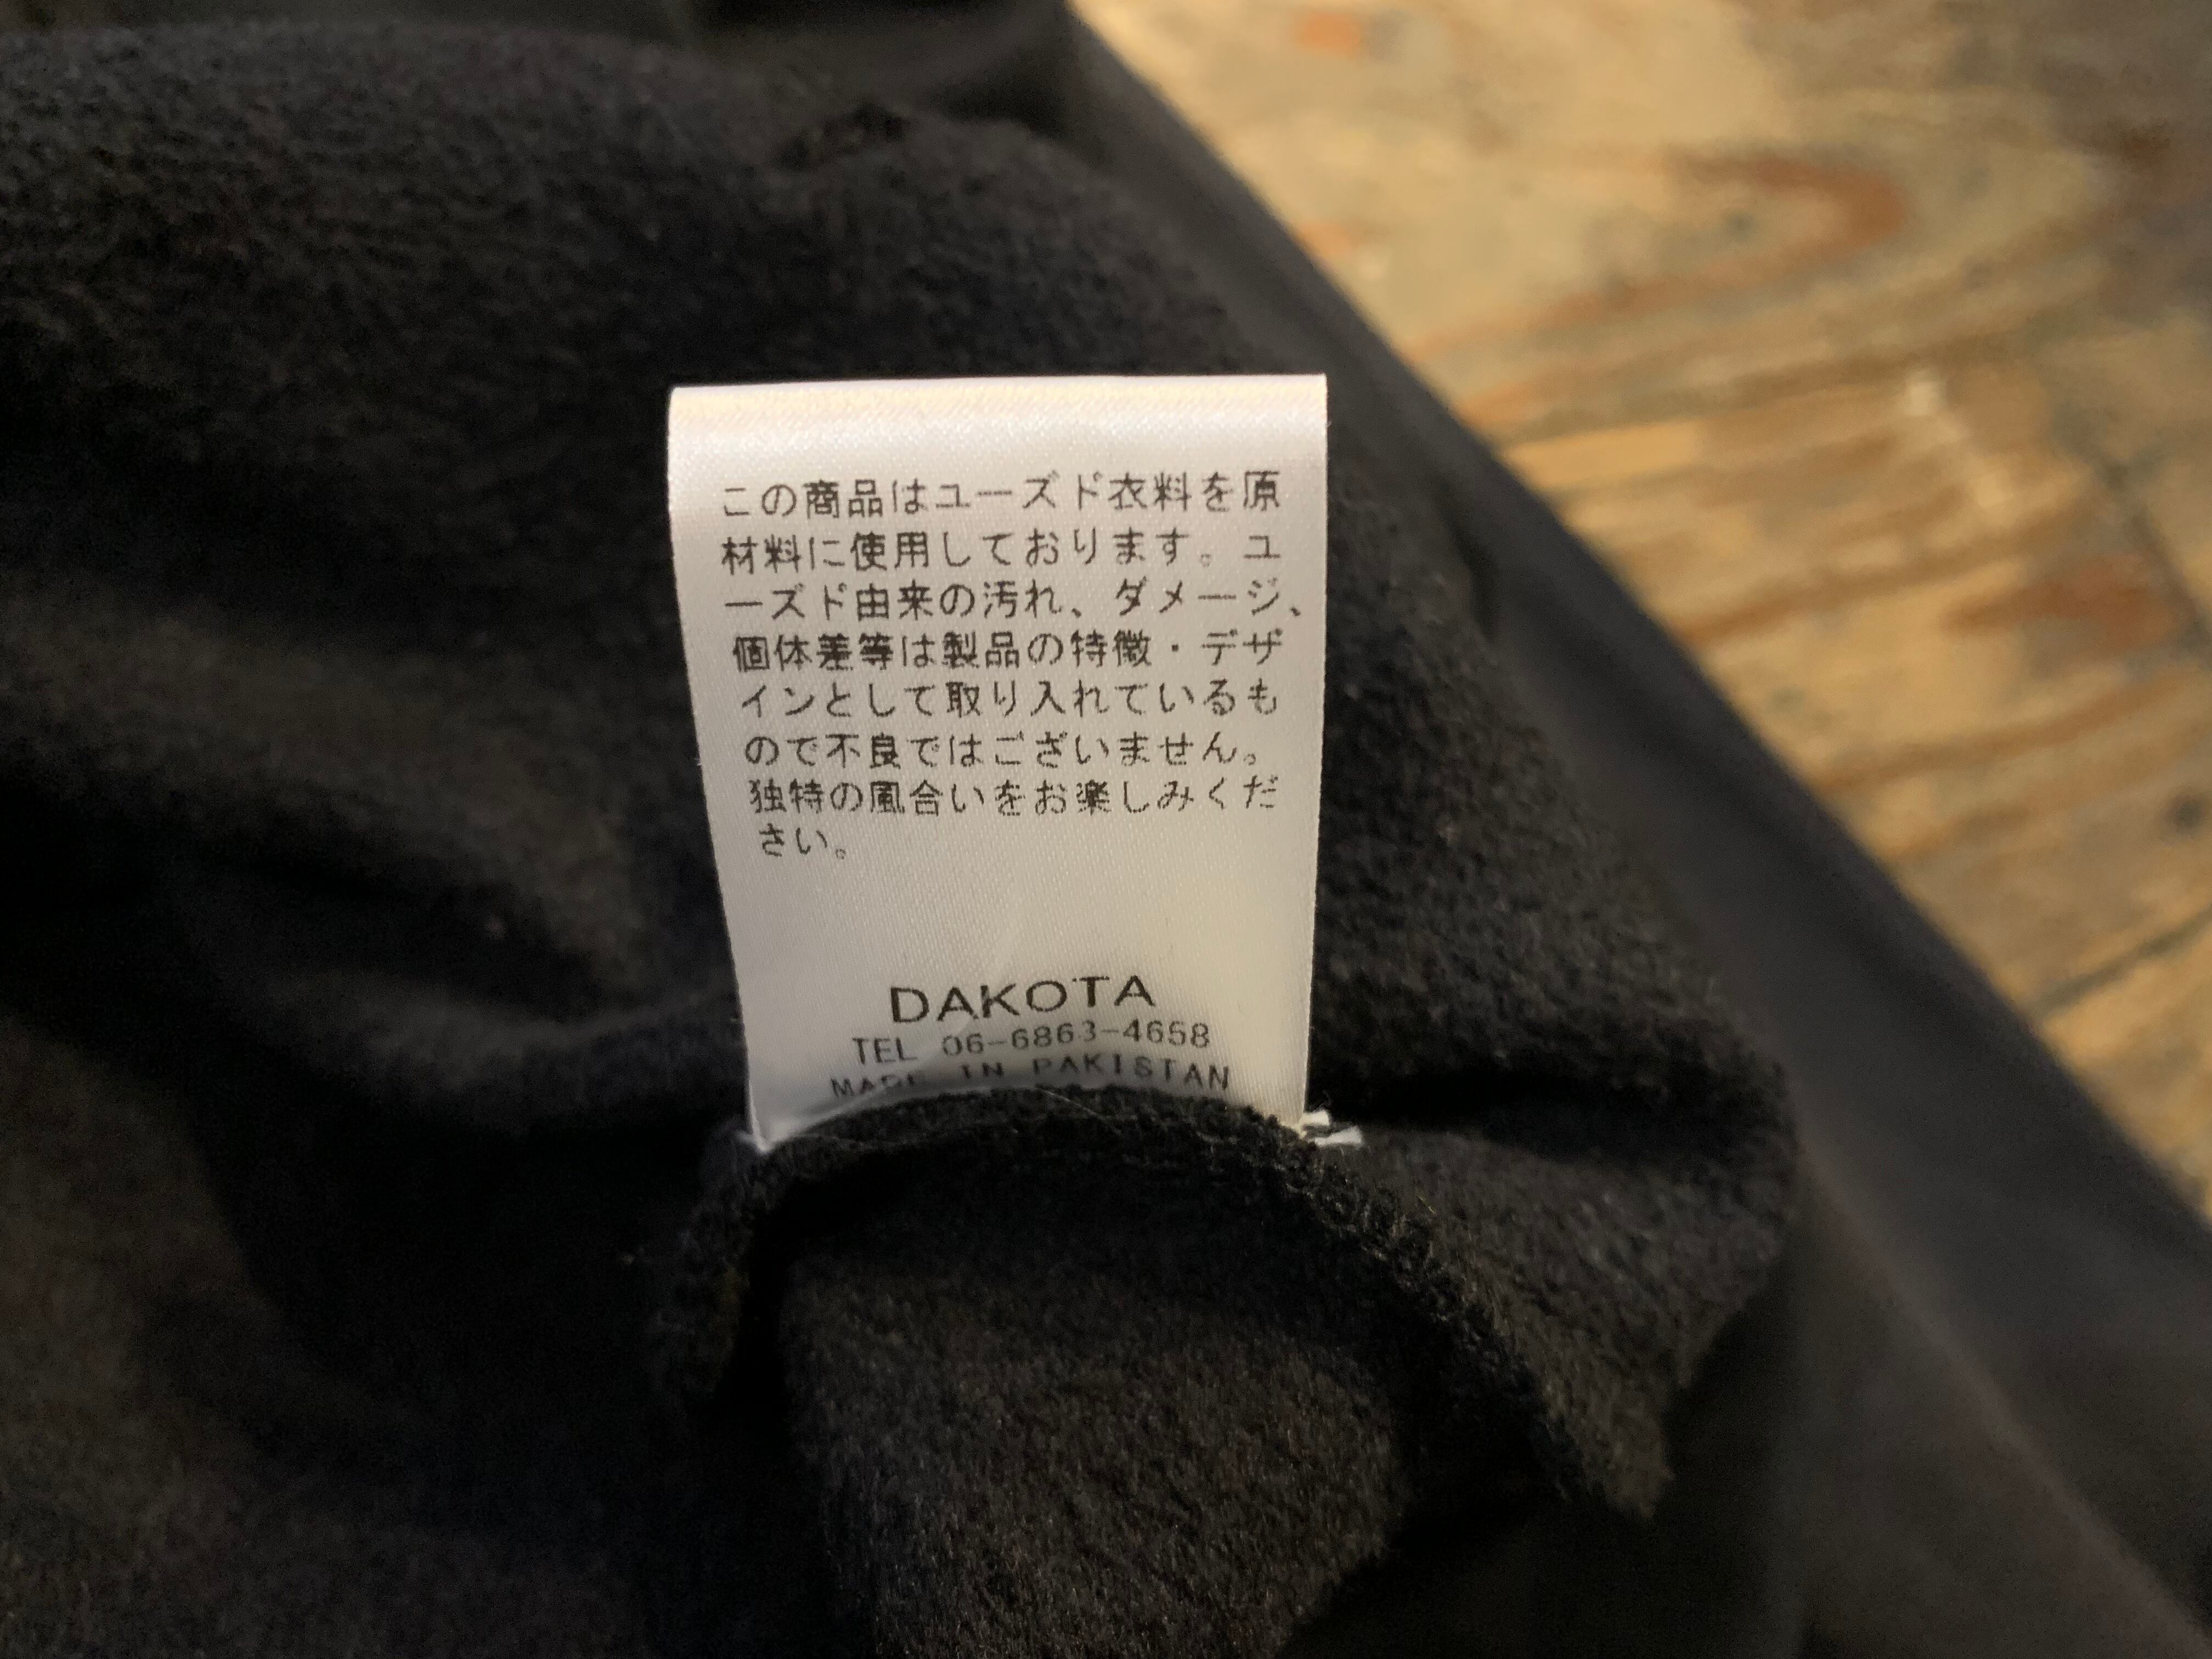 この商品はユーズド衣料を原
材料に使用しております。ユ
ーズド由来の汚れ、ダメージ、
個体差等は製品の特徴・デザ
インとして取り入れているも
ので不良ではございません。
独特の風合いをお楽しみくだ
さい。
DAKOTA
TEL 06-6863-4658
MADE IN PAKISTAN